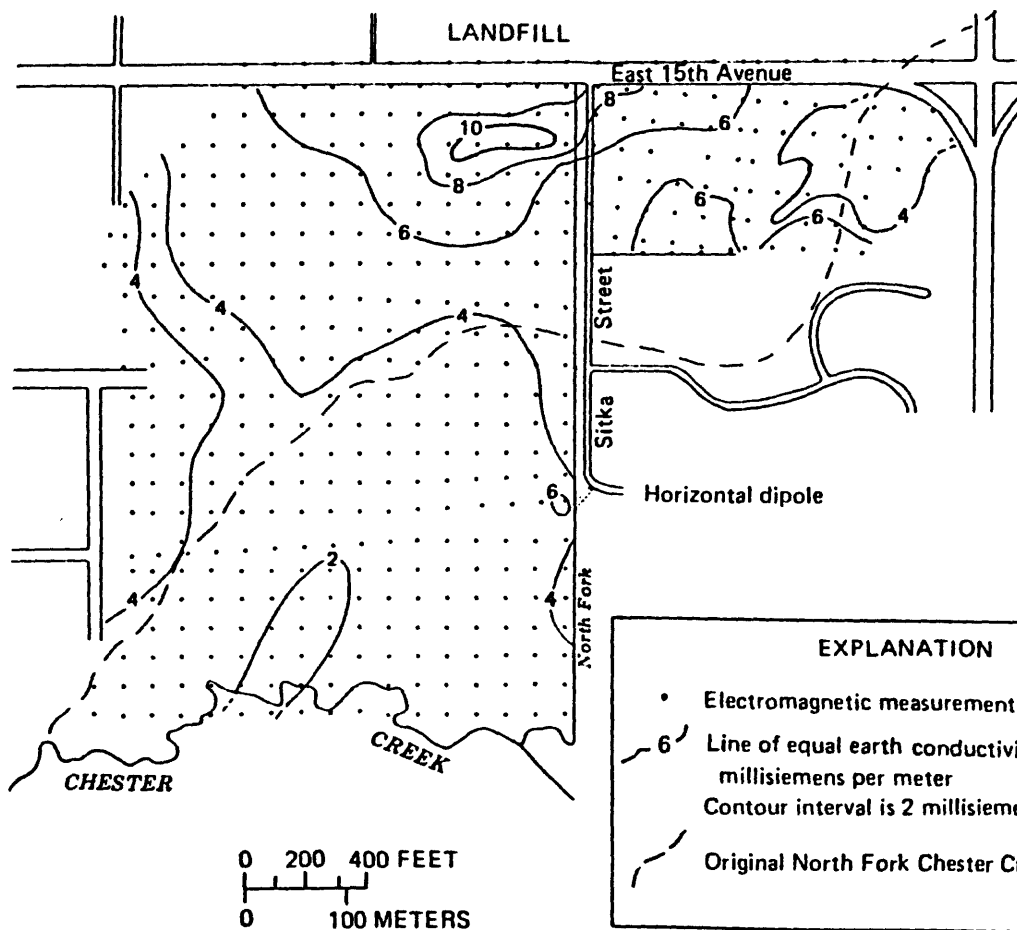 LANDFILL
East 15th Avenue
8
6
10
8
6
6
6
4
4
4
4
Street
Sitka
6
Horizontal dipole
2
4
4
North Fork
CHESTER
CREEK
EXPLANATION
Electromagnetic measurement
6 Line of equal earth conductivi
millisiemens per meter
Contour interval is 2 millisieme
Original North Fork Chester C
0 200 400 FEET
0 100 METERS